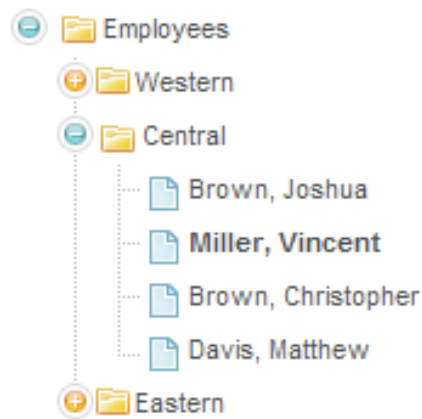 Employees
Western
Central
Brown, Joshua
Miller, Vincent
Brown, Christopher
Davis, Matthew
Eastern